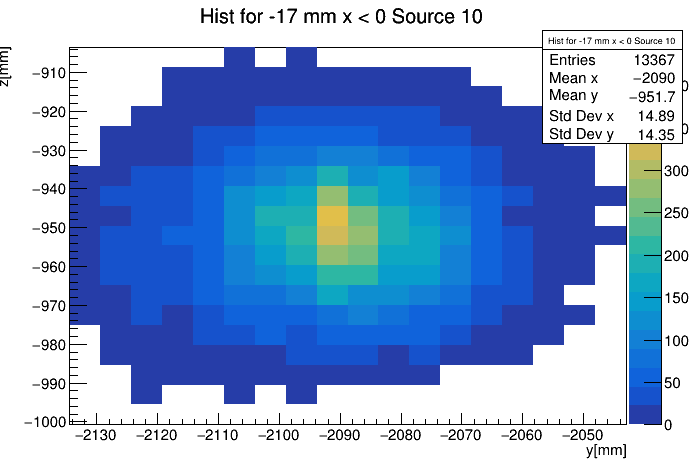 Hist for -17 mm x < 0 Source 10
z[mm]
Hist for -17 mm x < 0 Source 10
Entries 13367
Mean x −2090
Mean y −951.7
Std Dev x 14.89
Std Dev y 14.35
−910
−920
−930
−940
−950
−960
−970
−980
−990
−1000
−2130 −2120 −2110 −2100 −2090 −2080 −2070 −2060 −2050
y[mm]
300
250
200
150
100
50
0